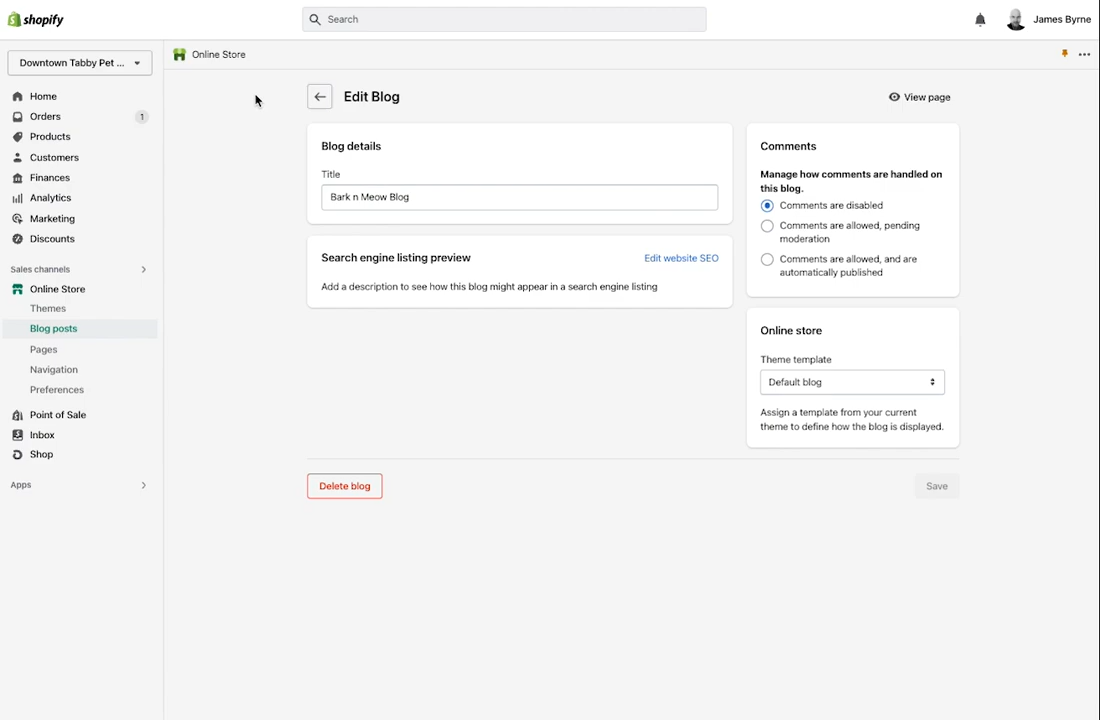 shopify
Search
James Byrne
Downtown Tabby Pet ...
Online Store
Home
Orders
1
Products
Customers
Finances
Analytics
Marketing
Discounts
Sales channels
Online Store
Themes
Blog posts
Pages
Navigation
Preferences
Point of Sale
Inbox
Shop
Apps
Edit Blog
View page
Blog details
Title
Bark n Meow Blog
Search engine listing preview
Edit website SEO
Add a description to see how this blog might appear in a search engine listing
Comments
Manage how comments are handled on
this blog.
Comments are disabled
Comments are allowed, pending
moderation
Comments are allowed, and are
automatically published
Online store
Theme template
Default blog
Assign a template from your current
theme to define how the blog is displayed.
Delete blog
Save